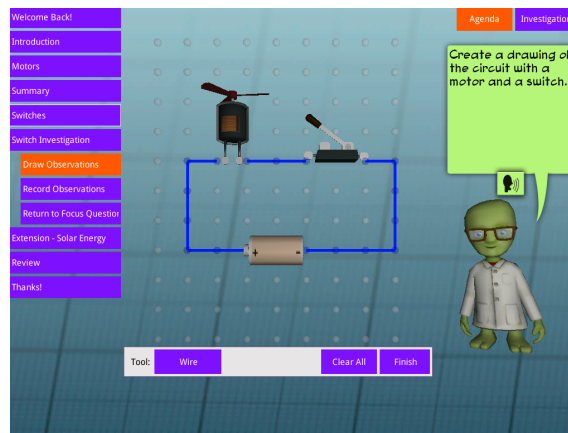 Welcome Back!
Introduction
Motors
Summary
Switches
Switch Investigation
Draw Observations
Record Observations
Return to Focus Question
Extension - Solar Energy
Review
Thanks!
Agenda
Investigation
Create a drawing of
the circuit with a
motor and a switch.
+ -
Tool: Wire Clear All Finish